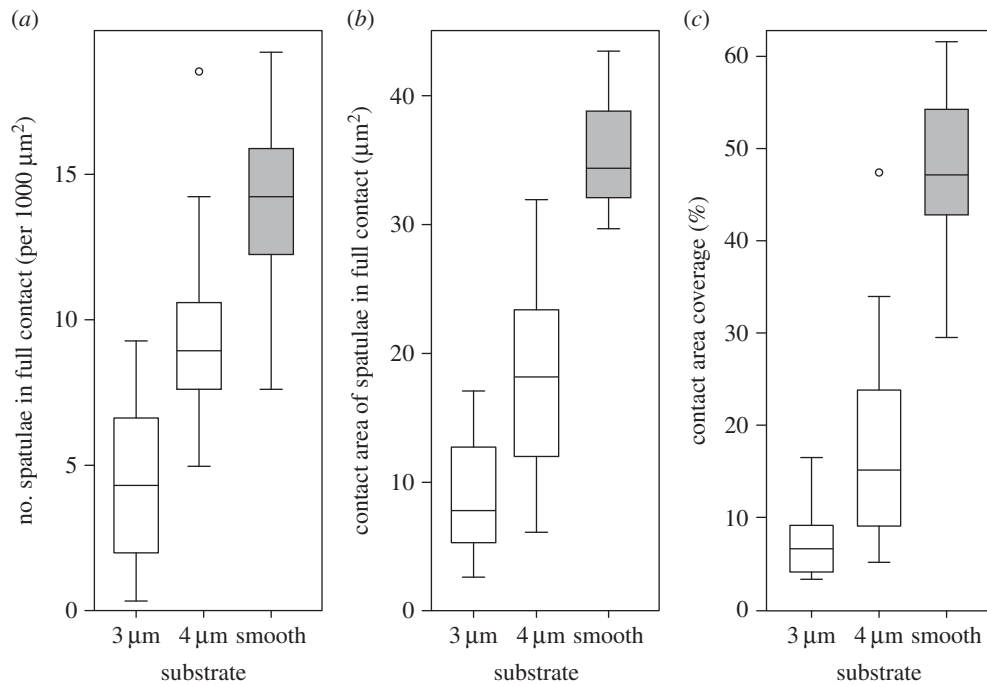 (a)
no. spatulae in full contact (per 1000 µm²)
15
10
5
0
3 µm 4 µm smooth
substrate
(b)
contact area of spatulae in full contact (µm²)
40
30
20
10
0
3 µm 4 µm smooth
substrate
(c)
contact area coverage (%)
60
50
40
30
20
10
0
3 µm 4 µm smooth
substrate